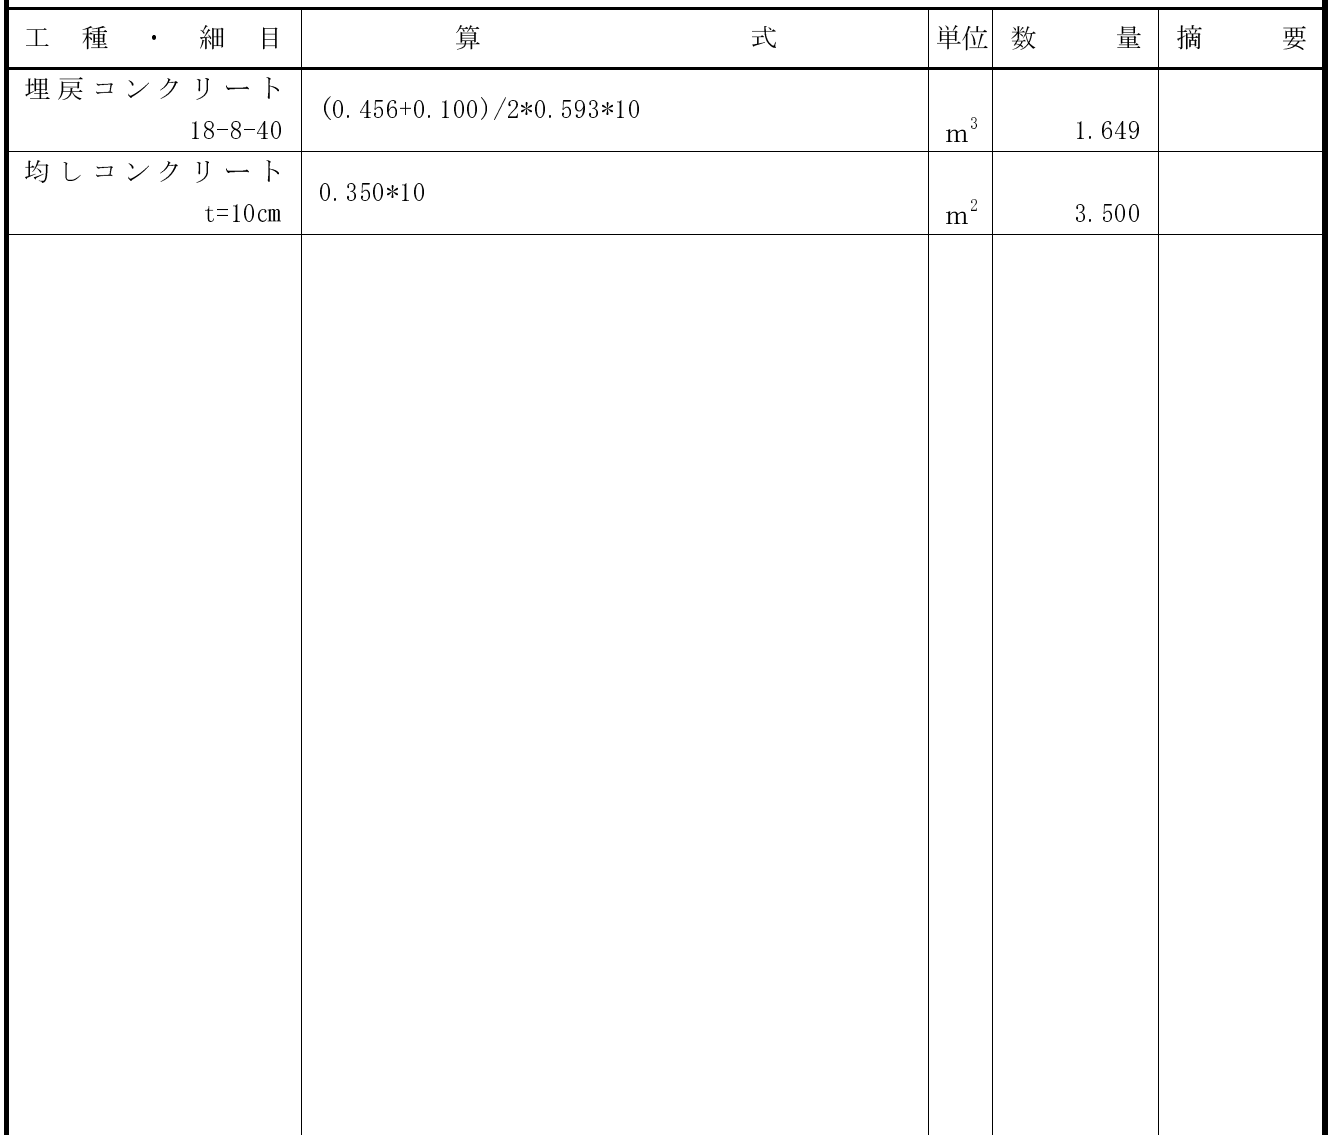 工種・細目 算式 単位 数量 摘要
埋戻コンクリート
18-8-40 (0.456+0.100)/2*0.593*10 m³ 1.649
均しコンクリート
t=10cm 0.350*10 m² 3.500